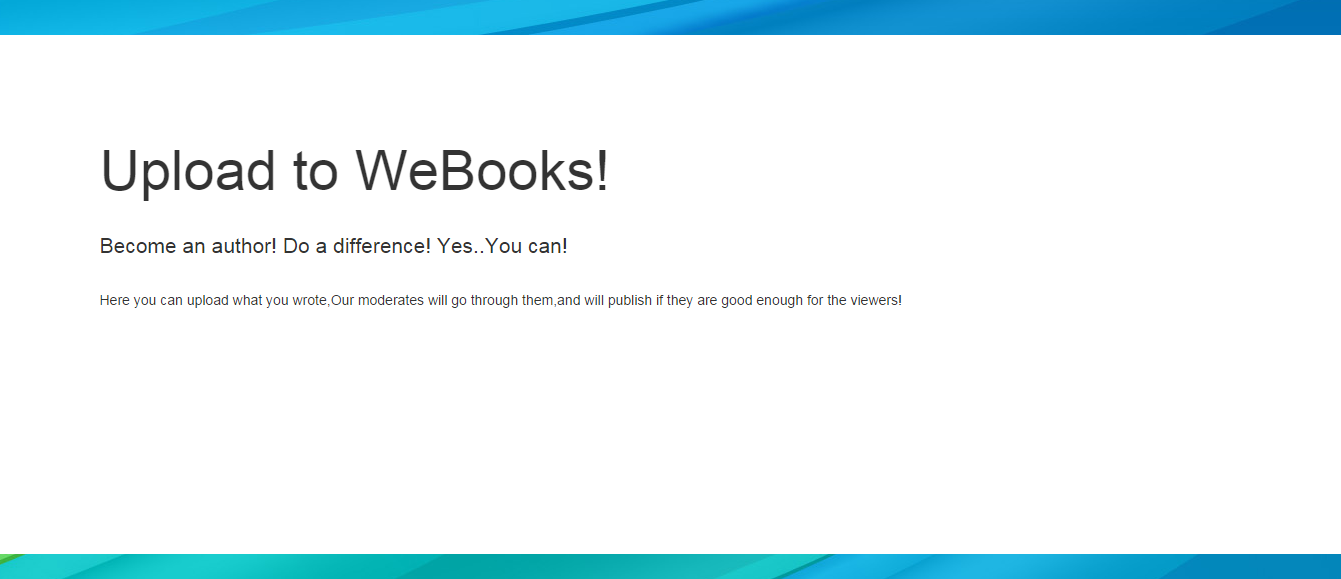 Upload to WeBooks!
Become an author! Do a difference! Yes..You can!
Here you can upload what you wrote,Our moderates will go through them,and will publish if they are good enough for the viewers!